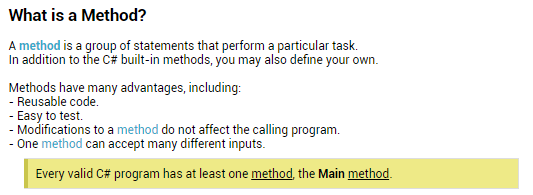 What is a Method?
A method is a group of statements that perform a particular task.
In addition to the C# built-in methods, you may also define your own.
Methods have many advantages, including:
- Reusable code.
- Easy to test.
- Modifications to a method do not affect the calling program.
- One method can accept many different inputs.
Every valid C# program has at least one method, the Main method.